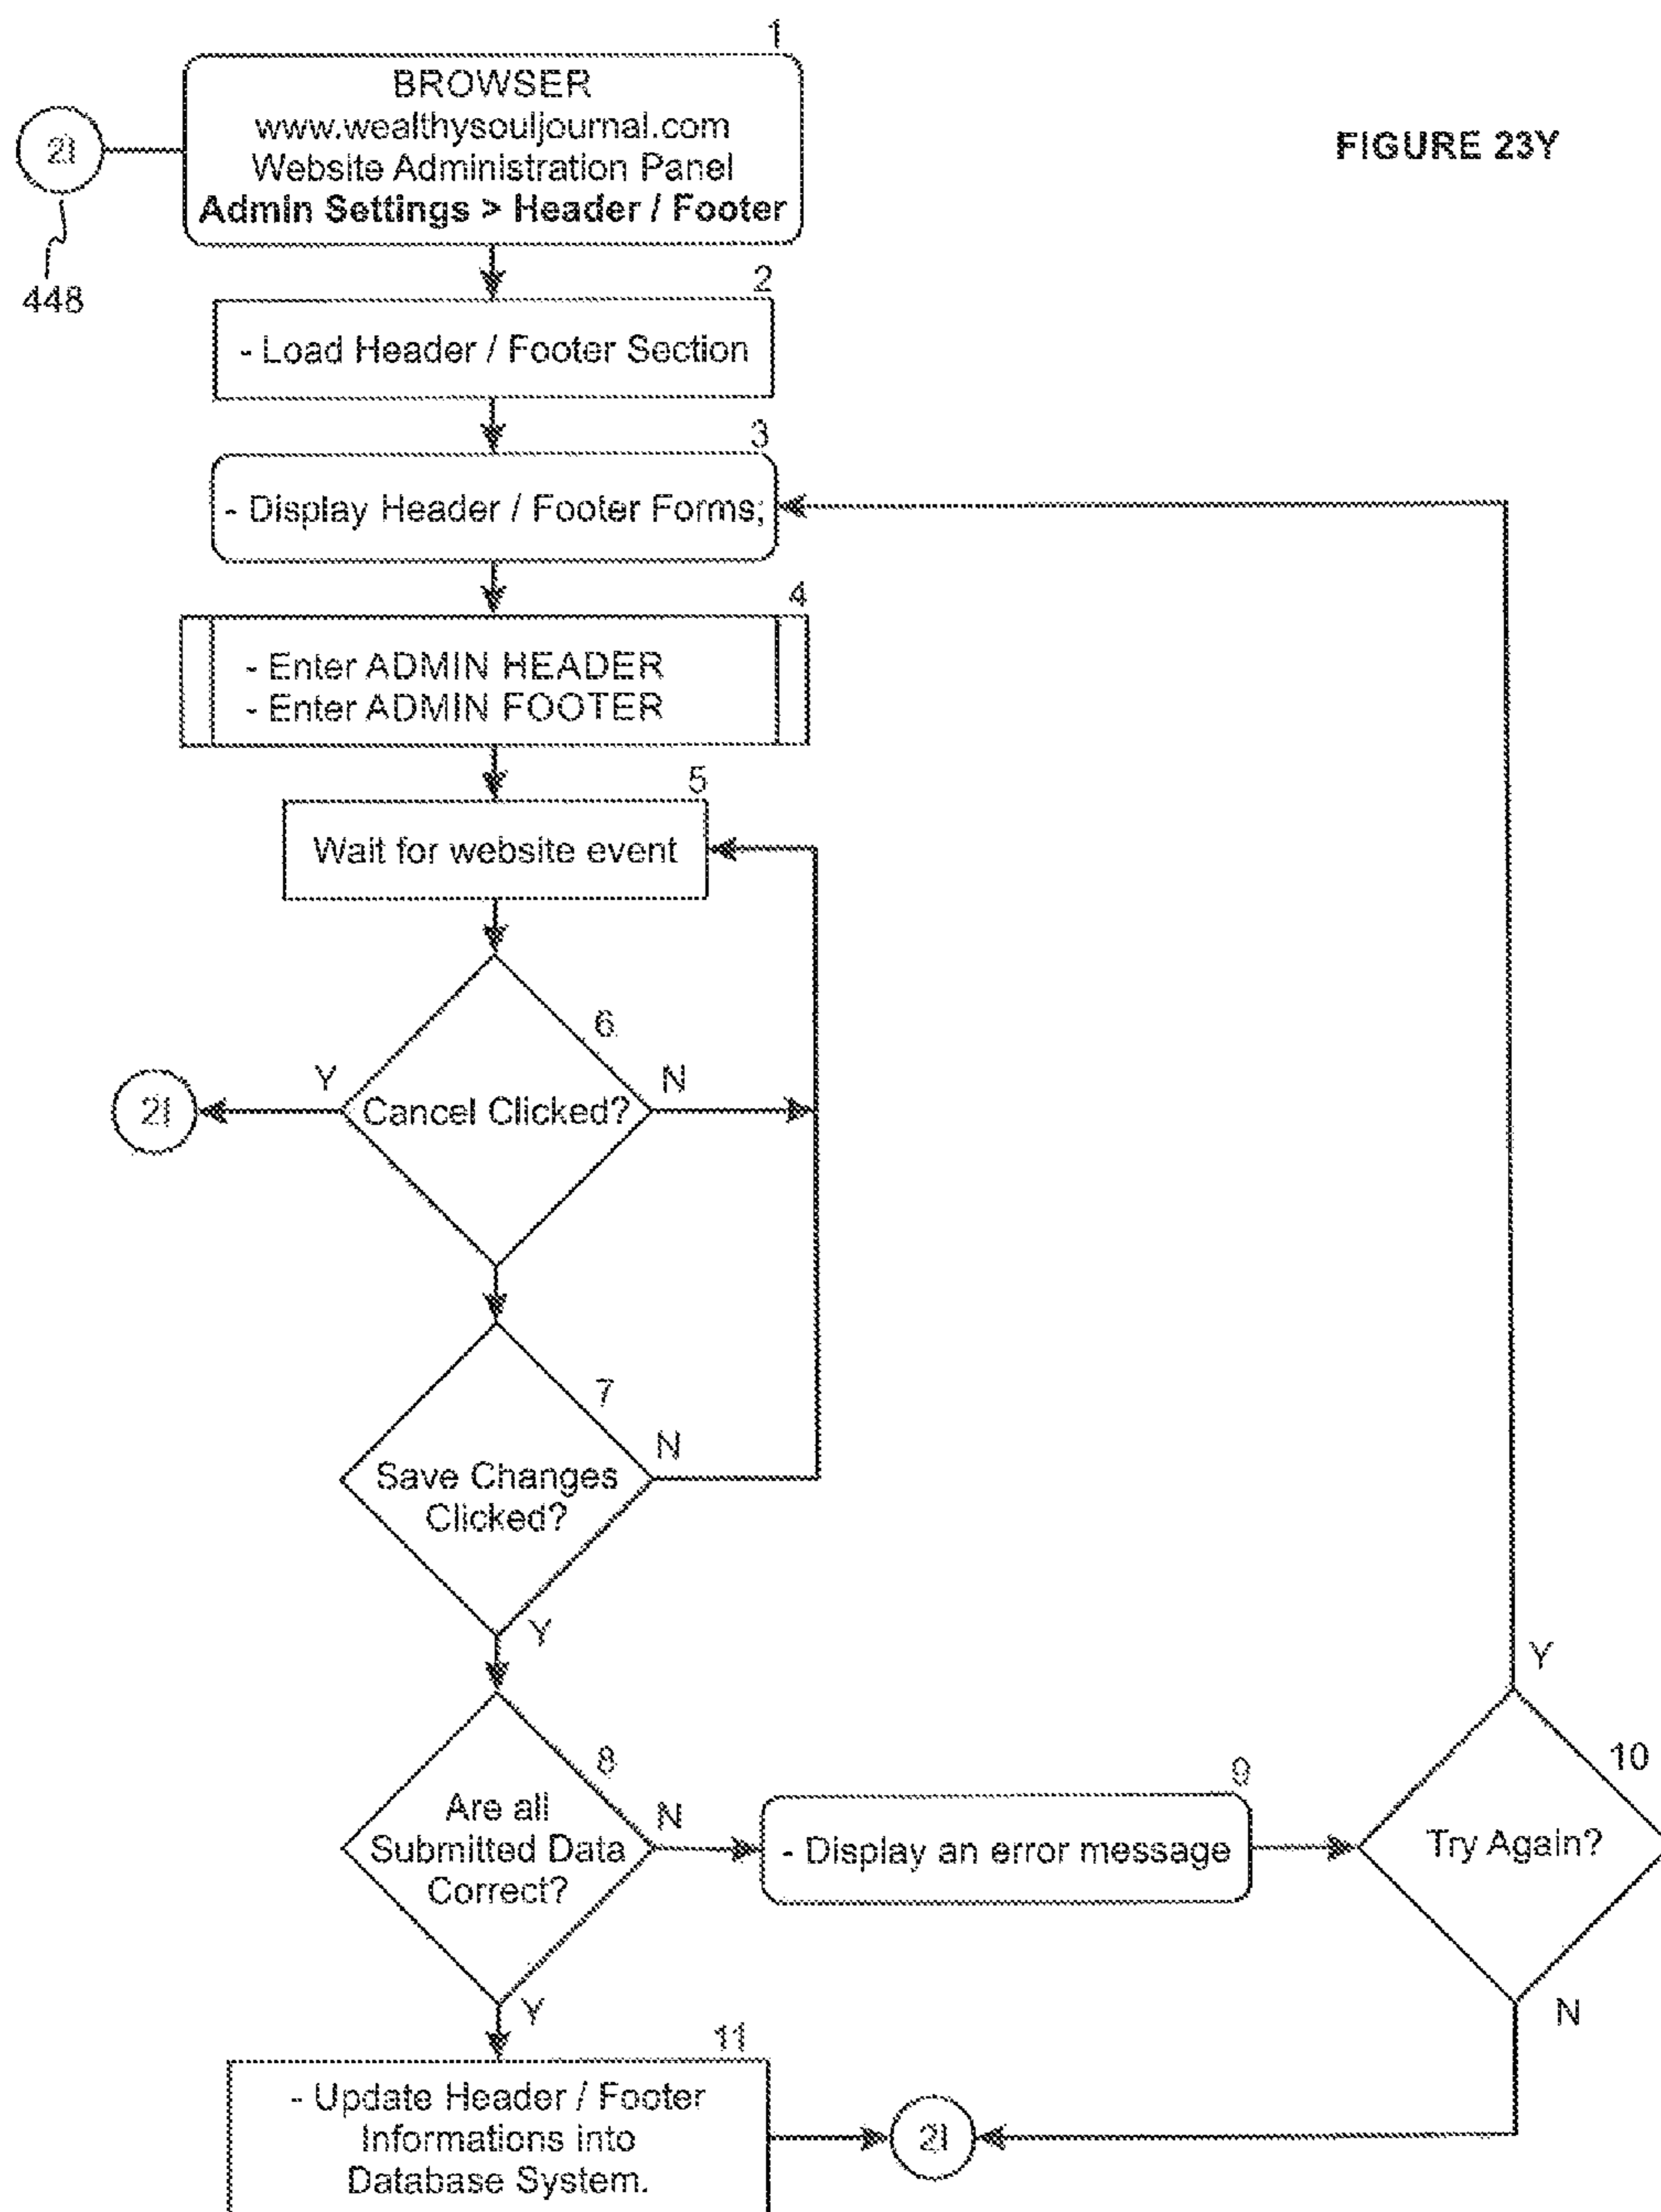 1
BROWSER
www.wealthysouljournal.com
Website Administration Panel
Admin Settings > Header / Footer
2I
448
FIGURE 23Y
2
- Load Header / Footer Section
3
- Display Header / Footer Forms;
4
- Enter ADMIN HEADER
- Enter ADMIN FOOTER
5
Wait for website event
6
Y
N
2I
Cancel Clicked?
7
N
Save Changes
Clicked?
Y
8
Are all
Submitted Data
Correct?
N
Y
9
- Display an error message
Y
10
Try Again?
N
11
- Update Header / Footer
Informations into
Database System.
2I